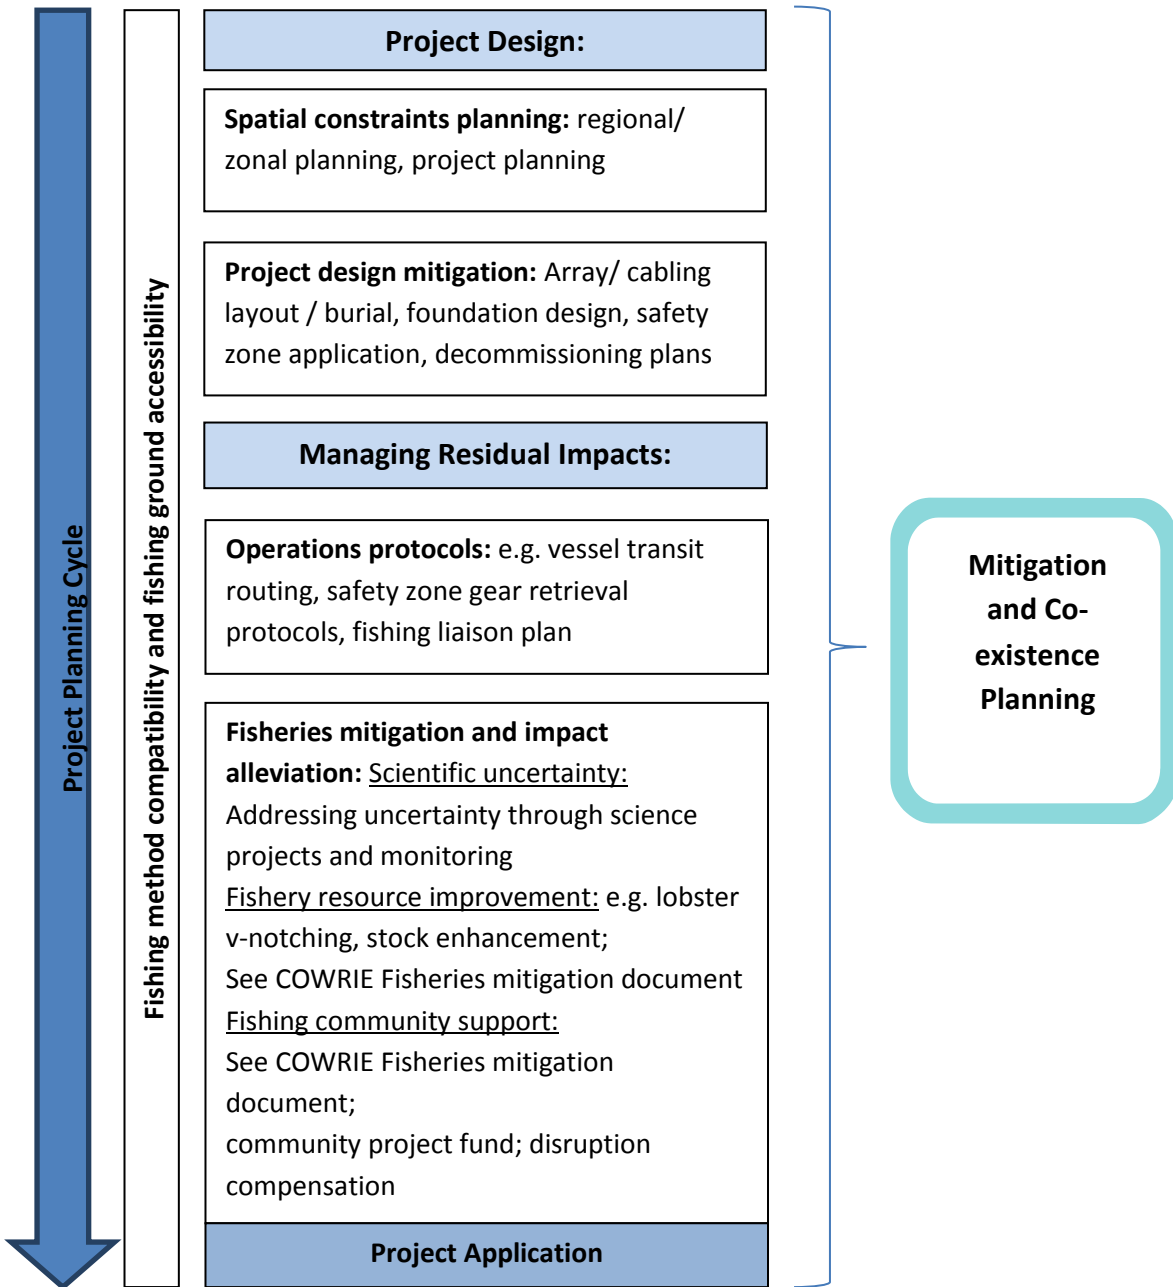 Project Planning Cycle
Fishing method compatibility and fishing ground accessibility
Project Design:
Spatial constraints planning: regional/
zonal planning, project planning
Project design mitigation: Array/ cabling
layout / burial, foundation design, safety
zone application, decommissioning plans
Managing Residual Impacts:
Operations protocols: e.g. vessel transit
routing, safety zone gear retrieval
protocols, fishing liaison plan
Fisheries mitigation and impact
alleviation: Scientific uncertainty:
Addressing uncertainty through science
projects and monitoring
Fishery resource improvement: e.g. lobster
v-notching, stock enhancement;
See COWRIE Fisheries mitigation document
Fishing community support:
See COWRIE Fisheries mitigation
document;
community project fund; disruption
compensation
Project Application
Mitigation
and Co-
existence
Planning